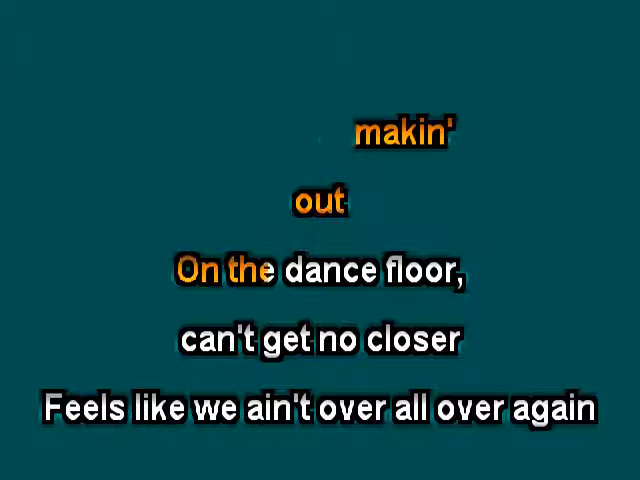 makin'
out
On the dance floor,
can't get no closer
Feels like we ain't over all over again